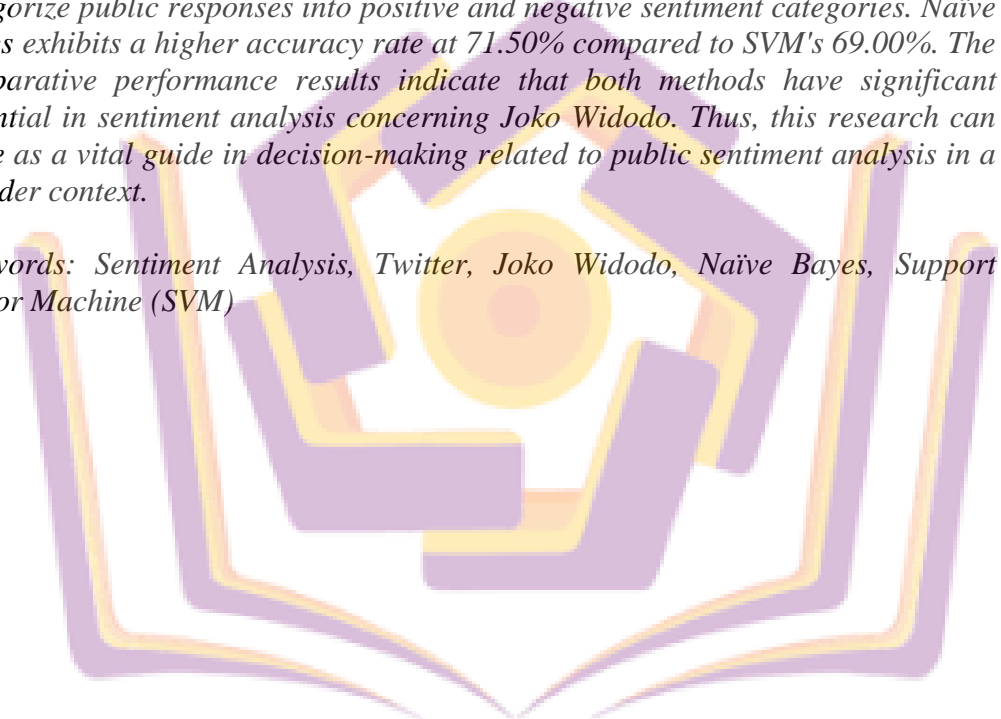 gorize public responses into positive and negative sentiment categories. Naïve
s exhibits a higher accuracy rate at 71.50% compared to SVM's 69.00%. The
parative performance results indicate that both methods have significant
ntial in sentiment analysis concerning Joko Widodo. Thus, this research can
e as a vital guide in decision-making related to public sentiment analysis in a
der context.
words: Sentiment Analysis, Twitter, Joko Widodo, Naïve Bayes, Support
or Machine (SVM)